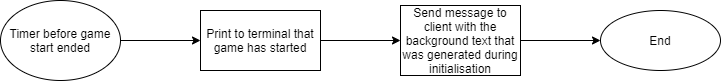 Timer before game
start ended
Print to terminal that
game has started
Send message to
client with the
background text that
was generated during
initialisation
End